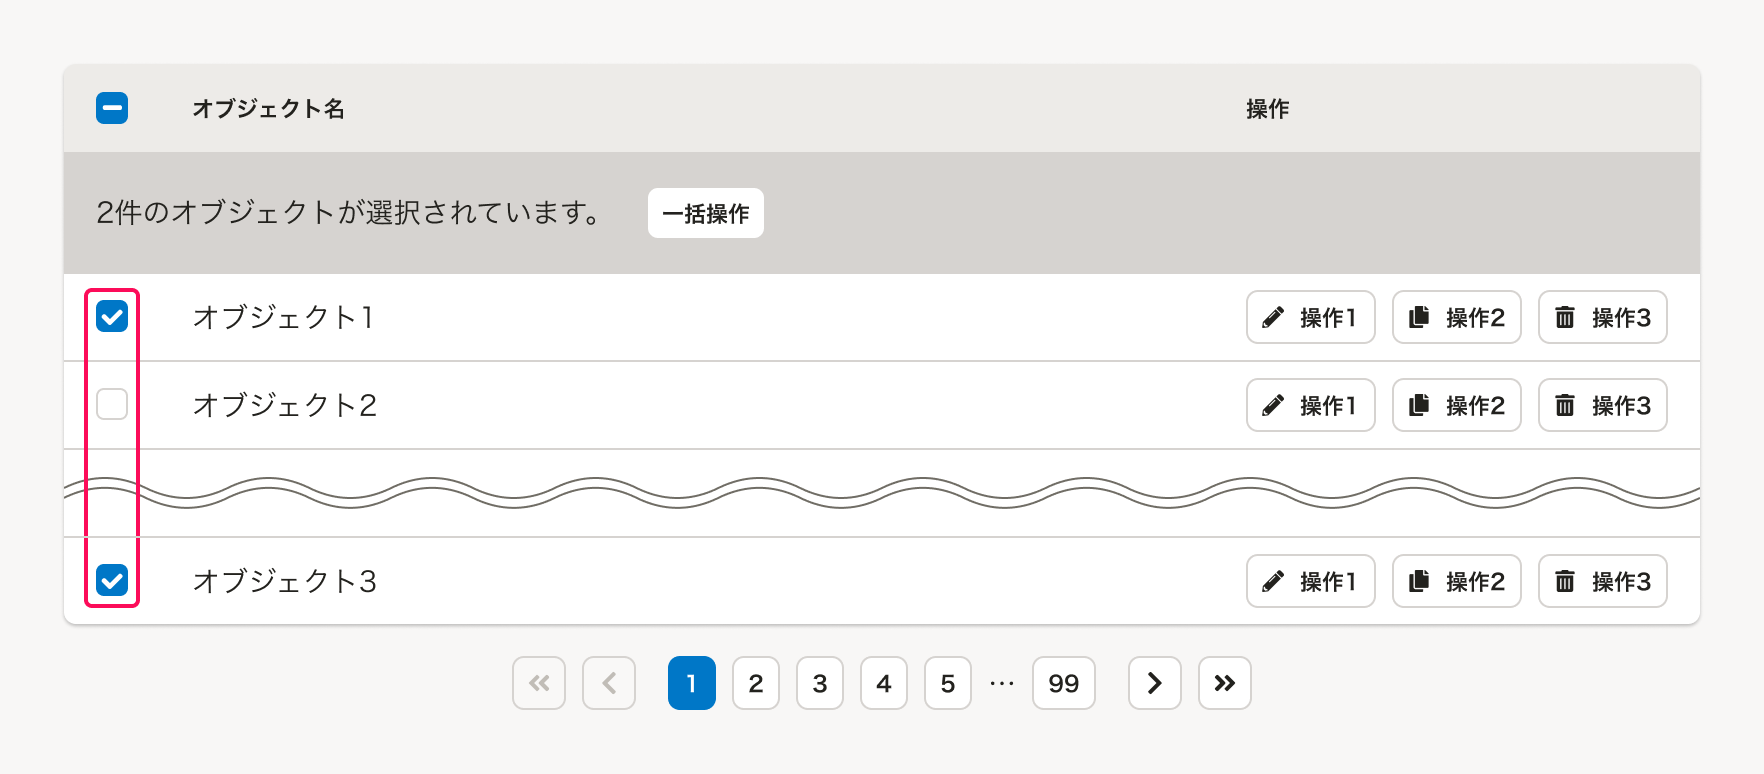 オブジェクト名 操作
2件のオブジェクトが選択されています。 一括操作
オブジェクト1 操作1 操作2 操作3
オブジェクト2 操作1 操作2 操作3
オブジェクト3 操作1 操作2 操作3
1 2 3 4 5 … 99